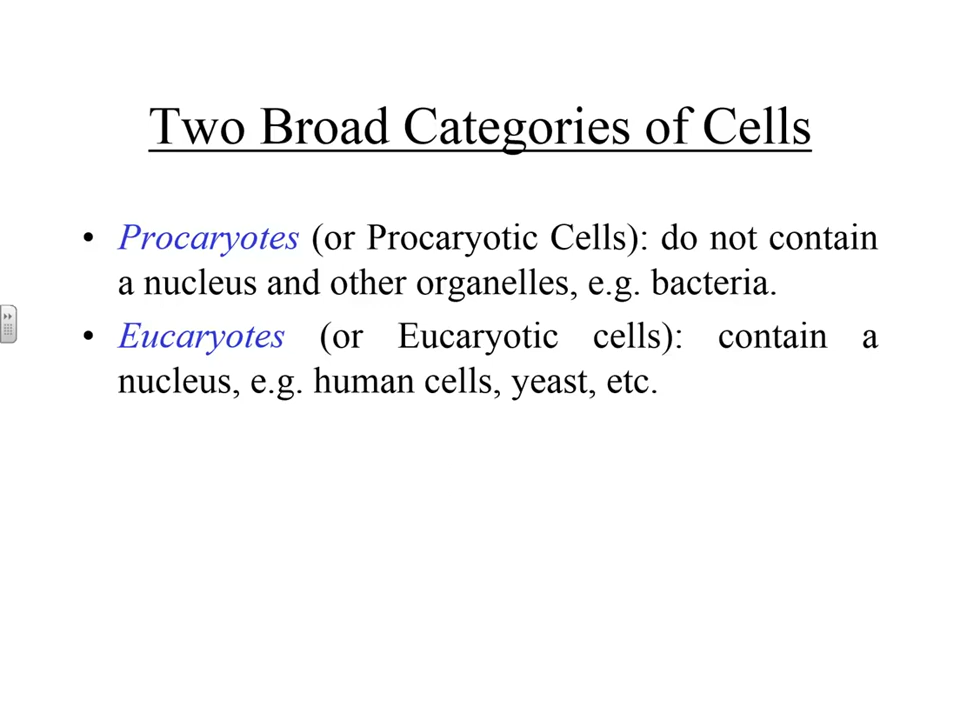 Two Broad Categories of Cells
• Procaryotes (or Procaryotic Cells): do not contain
a nucleus and other organelles, e.g. bacteria.
• Eucaryotes (or Eucaryotic cells): contain a
nucleus, e.g. human cells, yeast, etc.